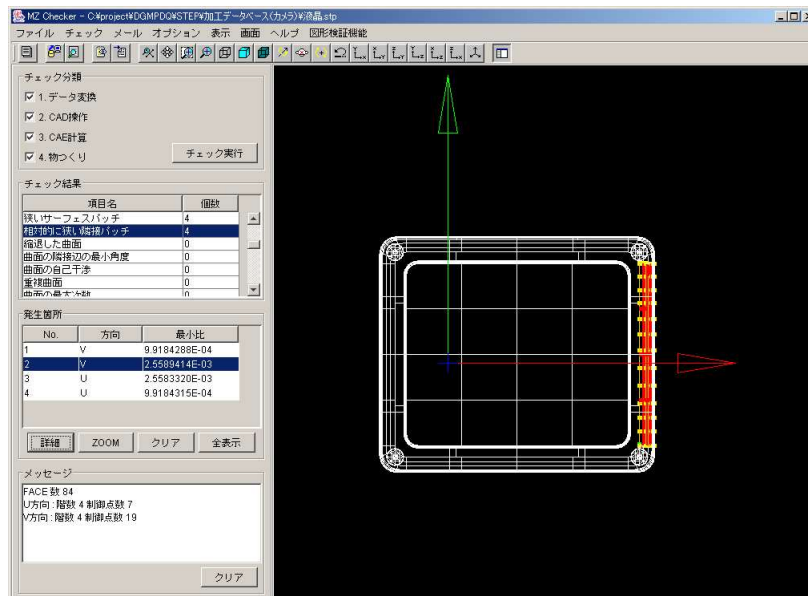 MZ Checker - C:¥project¥DGMPDQ¥STEP¥加工データベース(カメラ)¥液晶.stp
ファイル チェック メール オプション 表示 画面 ヘルプ 図形検証機能
チェック分類
1. データ変換
2. CAD操作
3. CAE計算
4. 物つくり
チェック実行
チェック結果
項目名 個数
狭いサーフェスパッチ 4
相対的に狭い隣接パッチ 4
縮退した曲面 0
曲面の隣接辺の最小角度 0
曲面の自己干渉 0
重複曲面 0
曲面の最大次数 0
発生箇所
No. 方向 最小比
1 V 9.9184288E-04
2 V 2.5589414E-03
3 U 2.5583320E-03
4 U 9.9184315E-04
詳細 ZOOM クリア 全表示
メッセージ
FACE 数 84
U方向 : 階数 4 制御点数 7
V方向 : 階数 4 制御点数 19
クリア